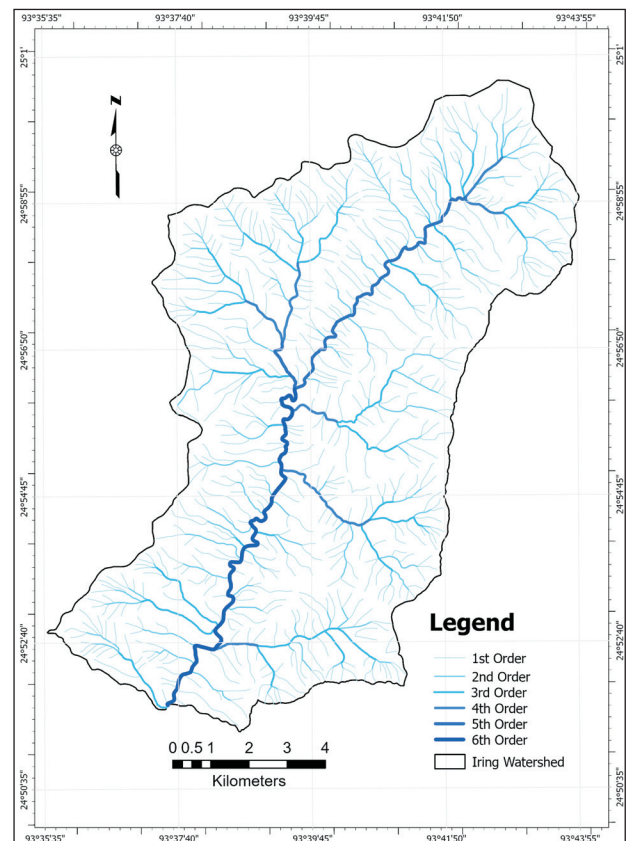 93°35'35" 93°37'40" 93°39'45" 93°41'50" 93°43'55"
25°1' 25°1'
N
24°58'55" 24°58'55"
24°56'50" 24°56'50"
24°54'45" 24°54'45"
24°52'40" 24°52'40"
24°50'35" 24°50'35"
Legend
1st Order
2nd Order
3rd Order
4th Order
5th Order
6th Order
Iring Watershed
0 0.5 1 2 3 4
Kilometers
93°35'35" 93°37'40" 93°39'45" 93°41'50" 93°43'55"